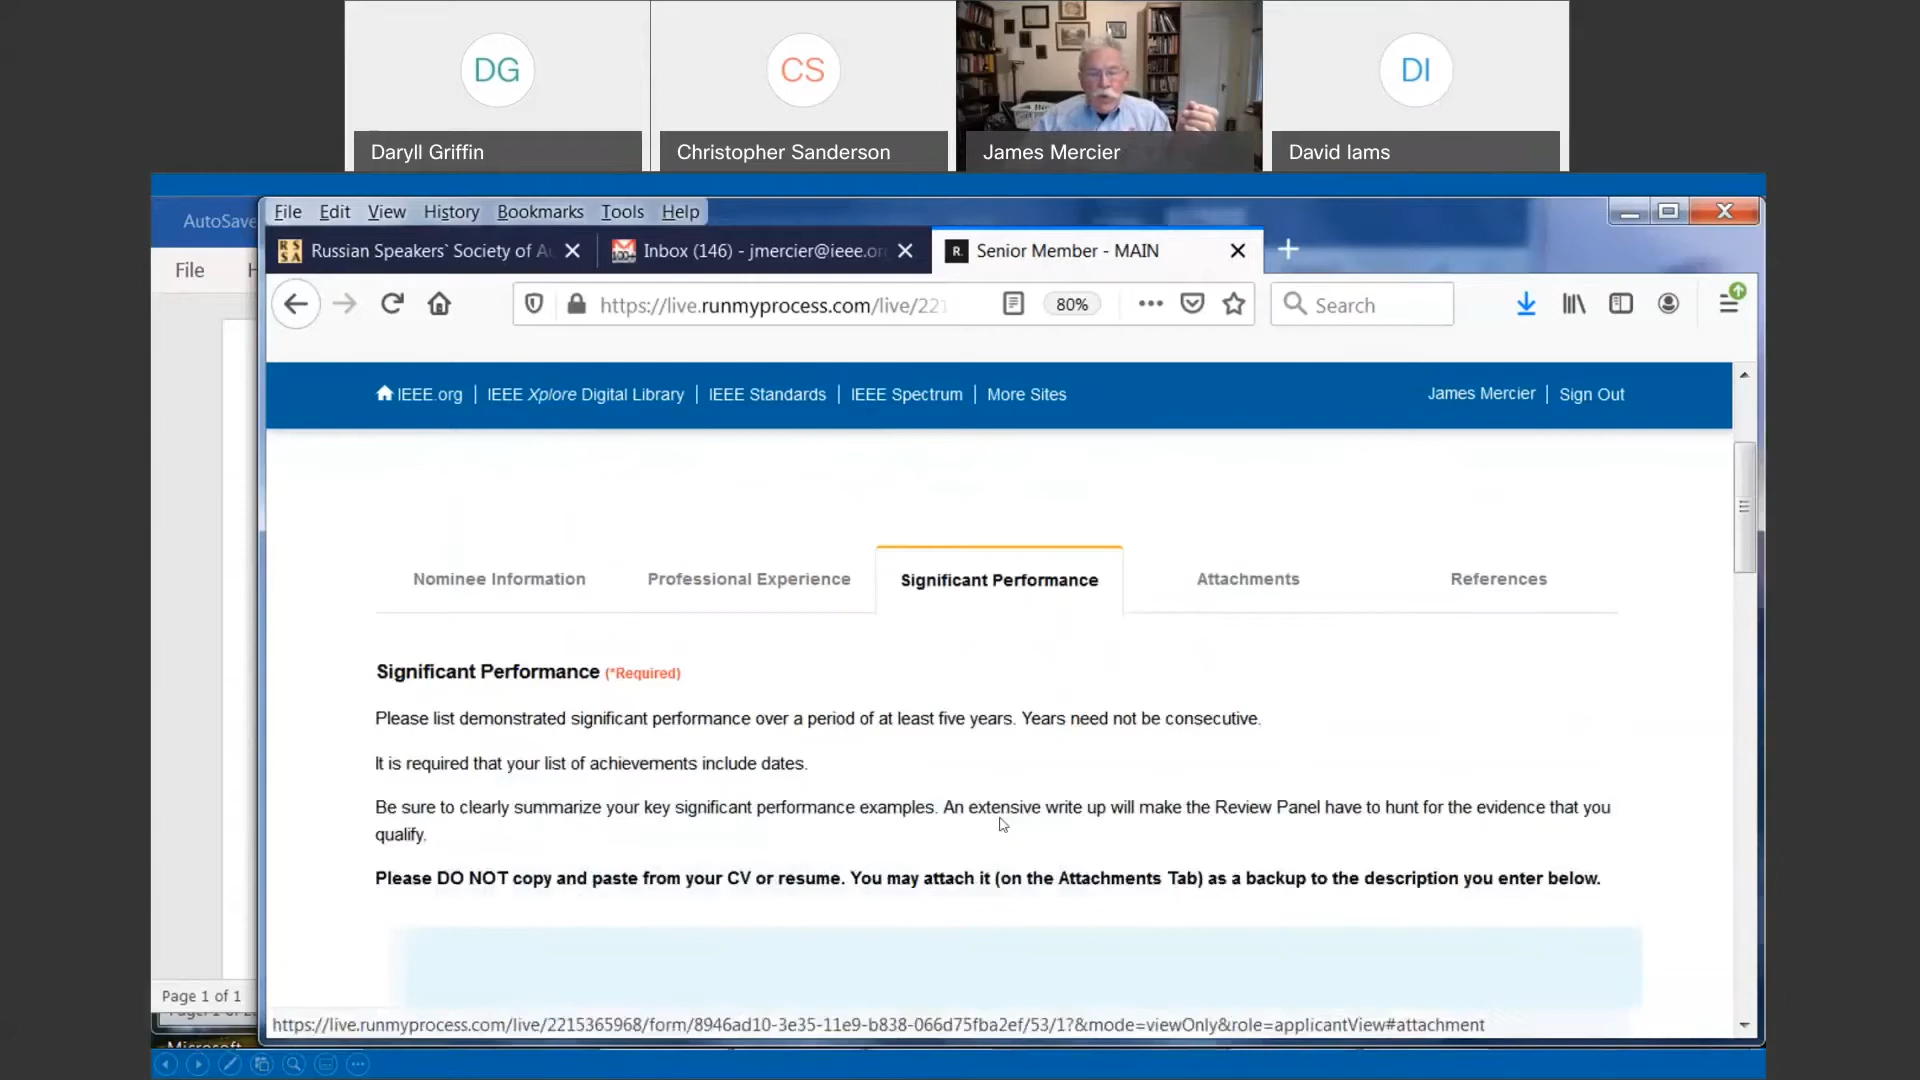 DG
CS
DI
Daryll Griffin
Christopher Sanderson
James Mercier
David Iams
AutoSave
File Edit View History Bookmarks Tools Help
R S
S A
Russian Speakers` Society of Au
100+
Inbox (146) - jmercier@ieee.or
R.
Senior Member - MAIN
File
https://live.runmyprocess.com/live/221
80%
Search
IEEE.org | IEEE Xplore Digital Library | IEEE Standards | IEEE Spectrum | More Sites
James Mercier | Sign Out
Nominee Information
Professional Experience
Significant Performance
Attachments
References
Significant Performance (*Required)
Please list demonstrated significant performance over a period of at least five years. Years need not be consecutive.
It is required that your list of achievements include dates.
Be sure to clearly summarize your key significant performance examples. An extensive write up will make the Review Panel have to hunt for the evidence that you
qualify.
Please DO NOT copy and paste from your CV or resume. You may attach it (on the Attachments Tab) as a backup to the description you enter below.
Page 1 of 1
https://live.runmyprocess.com/live/2215365968/form/8946ad10-3e35-11e9-b838-066d75fba2ef/53/1?&mode=viewOnly&role=applicantView#attachment
Microsoft